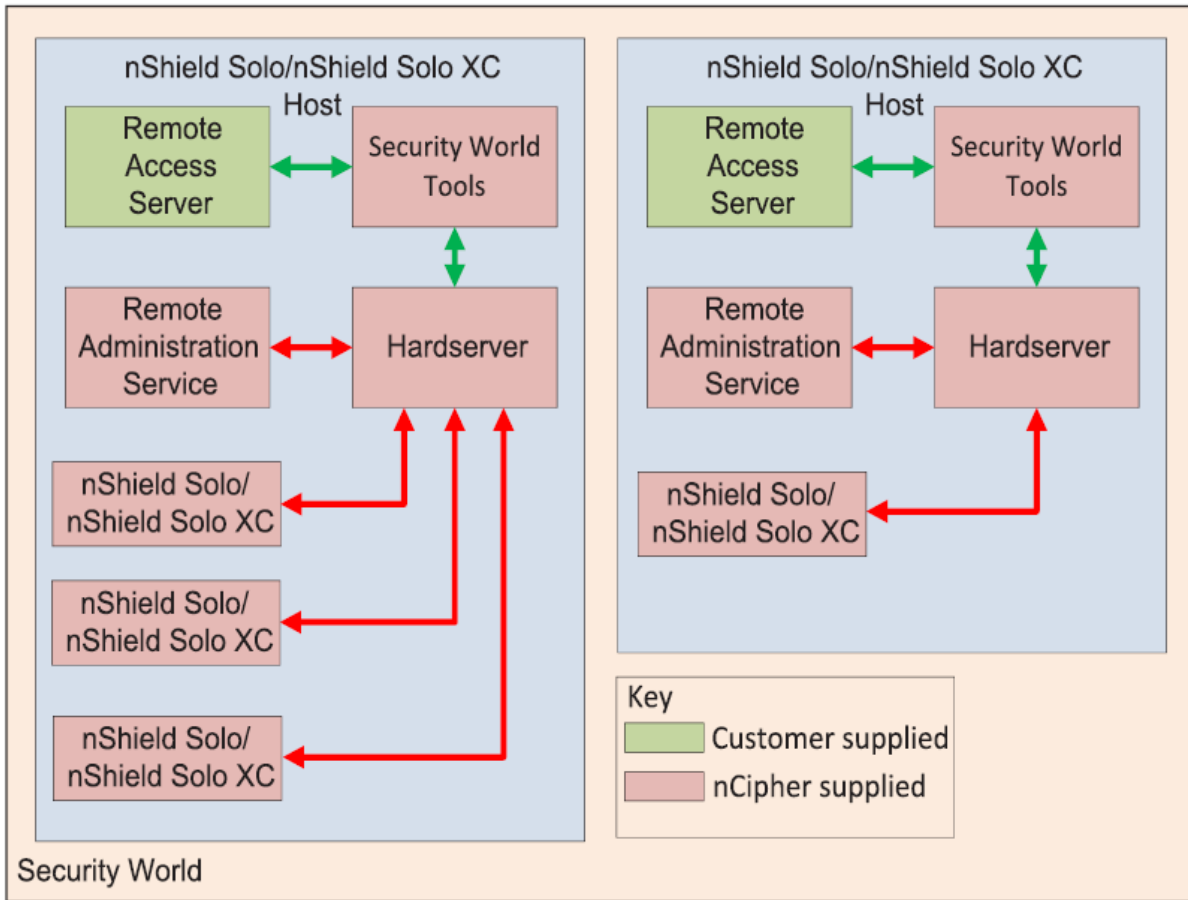 nShield Solo/nShield Solo XC
Host
Remote
Access
Server
Security World
Tools
Remote
Administration
Service
Hardserver
nShield Solo/
nShield Solo XC
nShield Solo/
nShield Solo XC
nShield Solo/
nShield Solo XC
nShield Solo/nShield Solo XC
Host
Remote
Access
Server
Security World
Tools
Remote
Administration
Service
Hardserver
nShield Solo/
nShield Solo XC
Key
Customer supplied
nCipher supplied
Security World